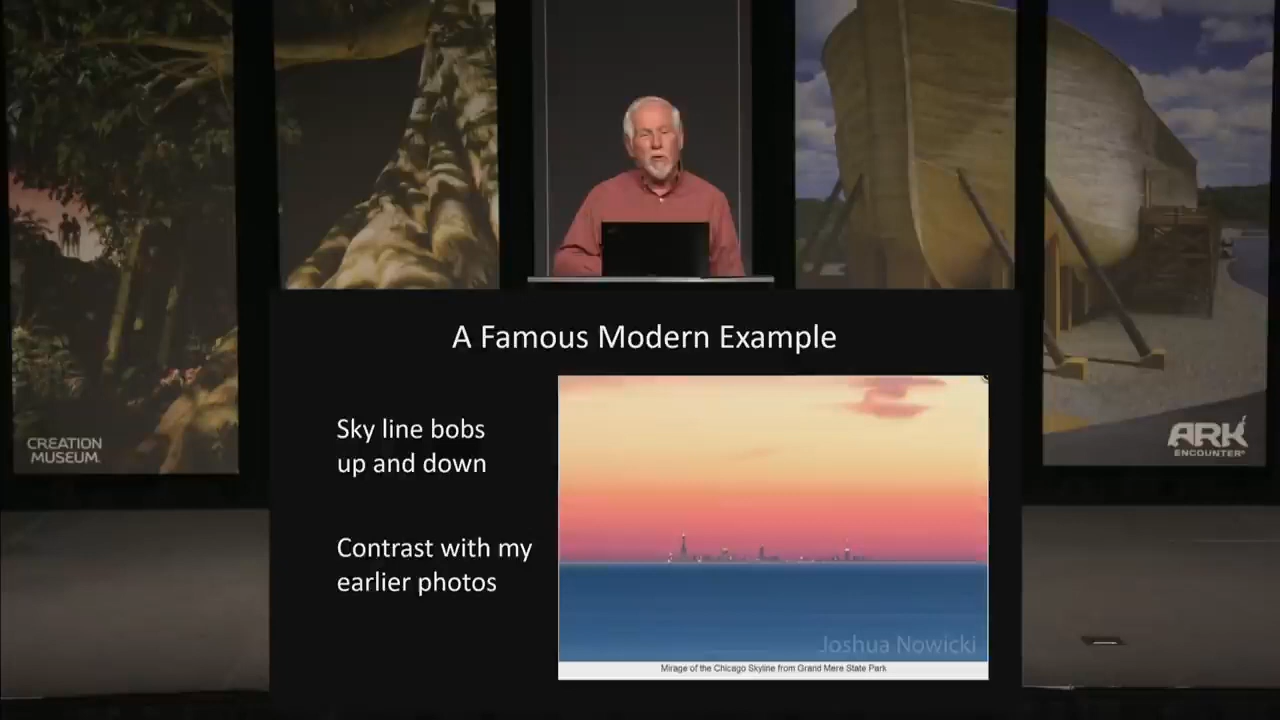 A Famous Modern Example
Sky line bobs
up and down
Contrast with my
earlier photos
Joshua Nowicki
Mirage of the Chicago Skyline from Grand Mere State Park
CREATION
MUSEUM
ARK
ENCOUNTER